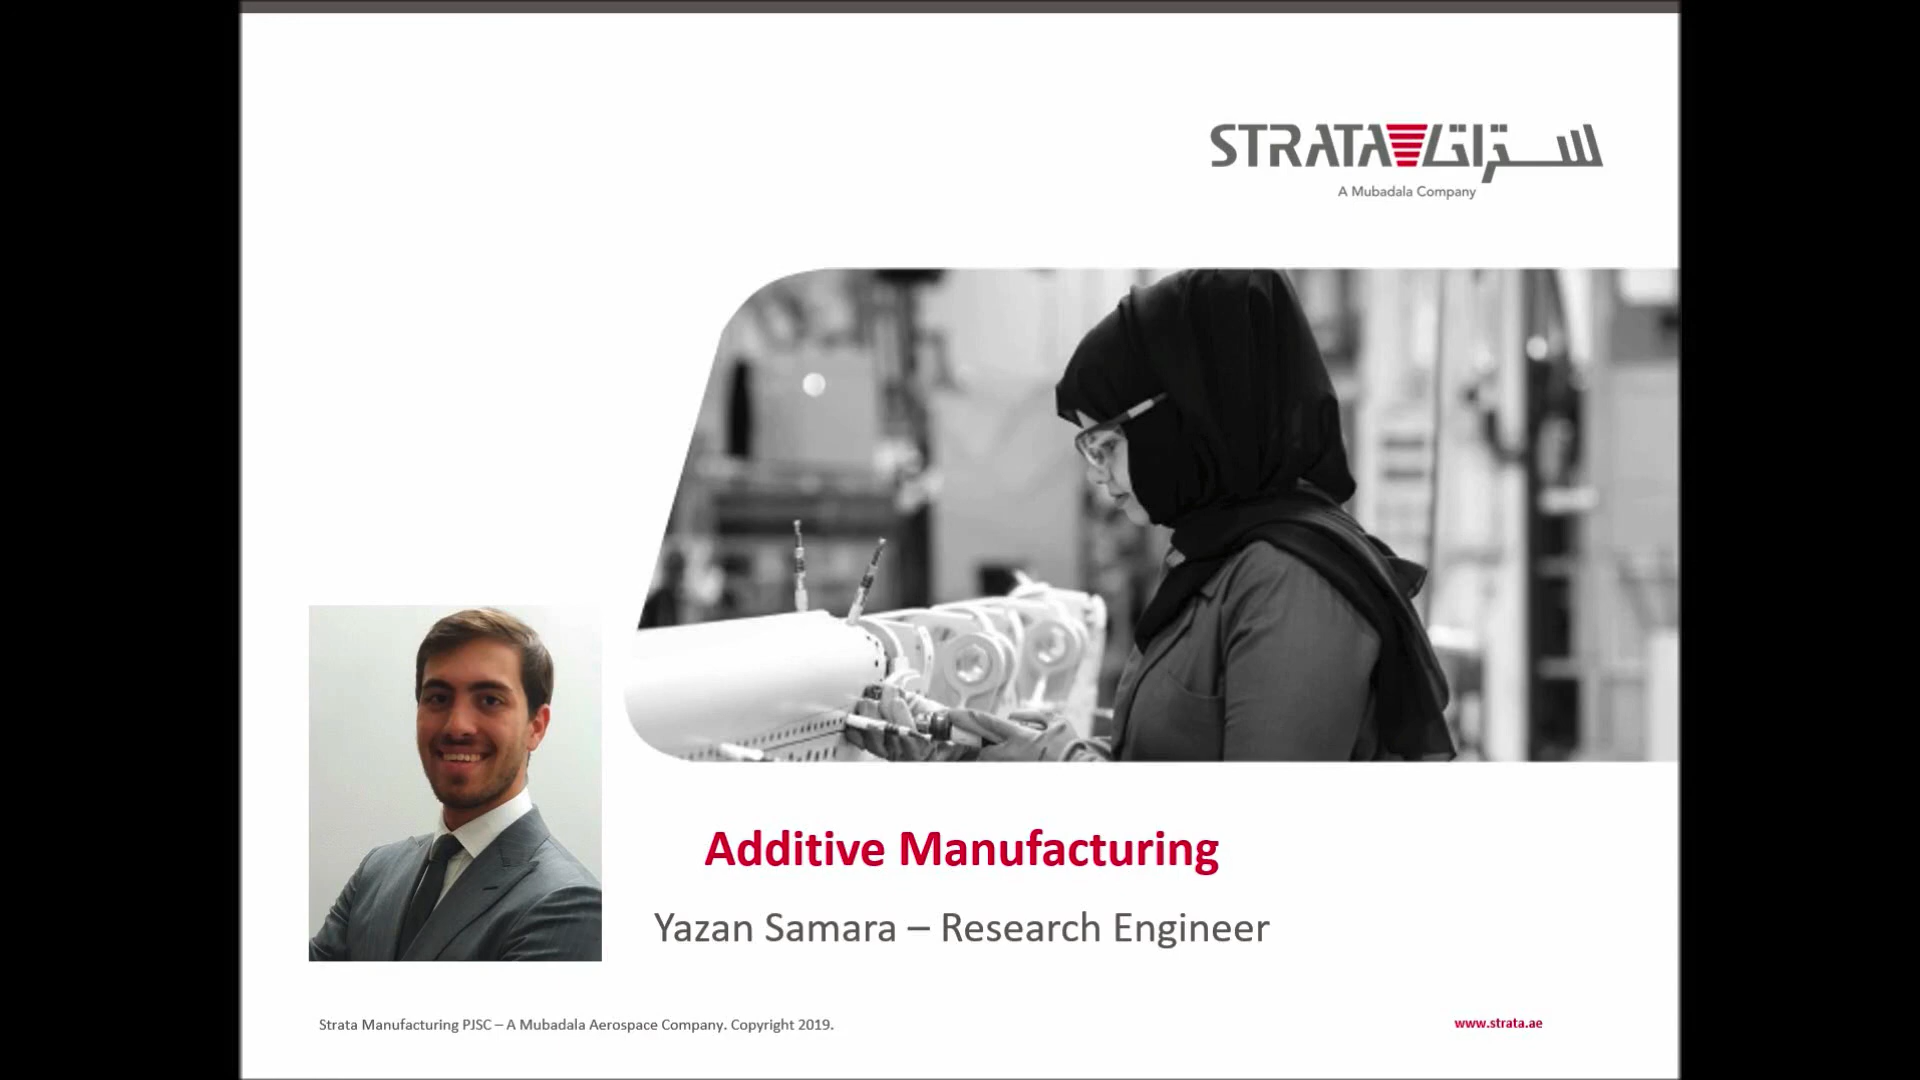 STRATA ستراتا
A Mubadala Company
Additive Manufacturing
Yazan Samara – Research Engineer
Strata Manufacturing PJSC – A Mubadala Aerospace Company. Copyright 2019.
www.strata.ae